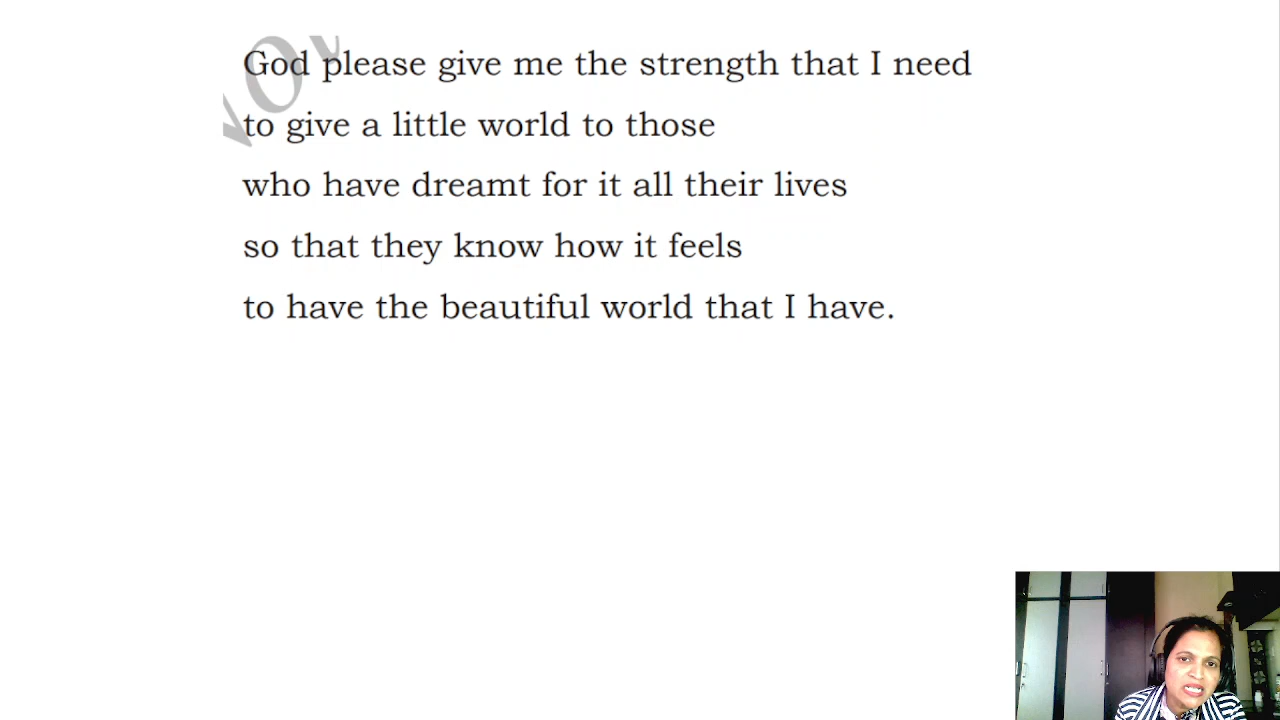 God please give me the strength that I need
to give a little world to those
who have dreamt for it all their lives
so that they know how it feels
to have the beautiful world that I have.